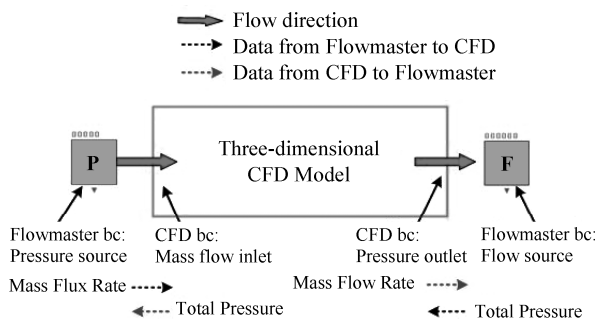 Flow direction
Data from Flowmaster to CFD
Data from CFD to Flowmaster
Three-dimensional
CFD Model
P
F
Flowmaster bc:
Pressure source
CFD bc:
Mass flow inlet
CFD bc:
Pressure outlet
Flowmaster bc:
Flow source
Mass Flux Rate
Total Pressure
Mass Flow Rate
Total Pressure